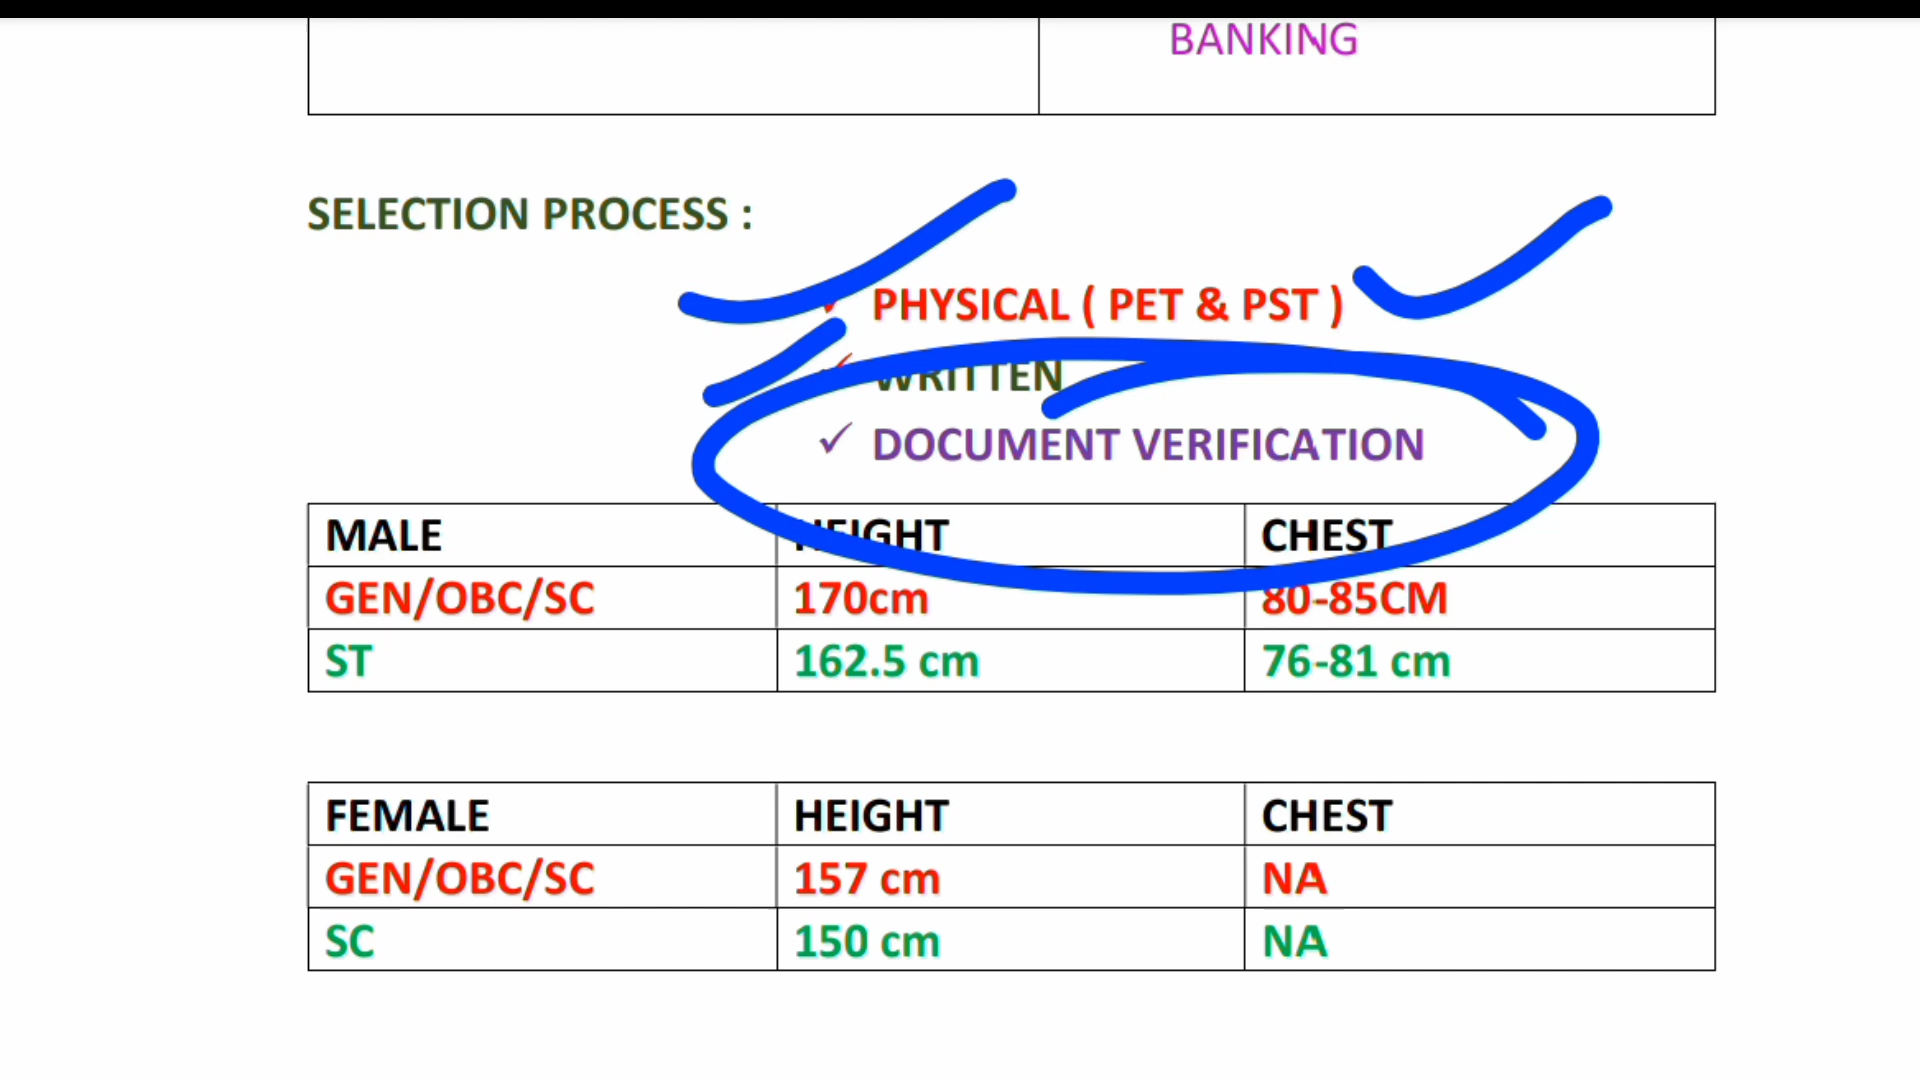 BANKING
SELECTION PROCESS :
PHYSICAL ( PET & PST )
WRITTEN
DOCUMENT VERIFICATION
MALE HEIGHT CHEST
GEN/OBC/SC 170cm 80-85CM
ST 162.5 cm 76-81 cm
FEMALE HEIGHT CHEST
GEN/OBC/SC 157 cm NA
SC 150 cm NA